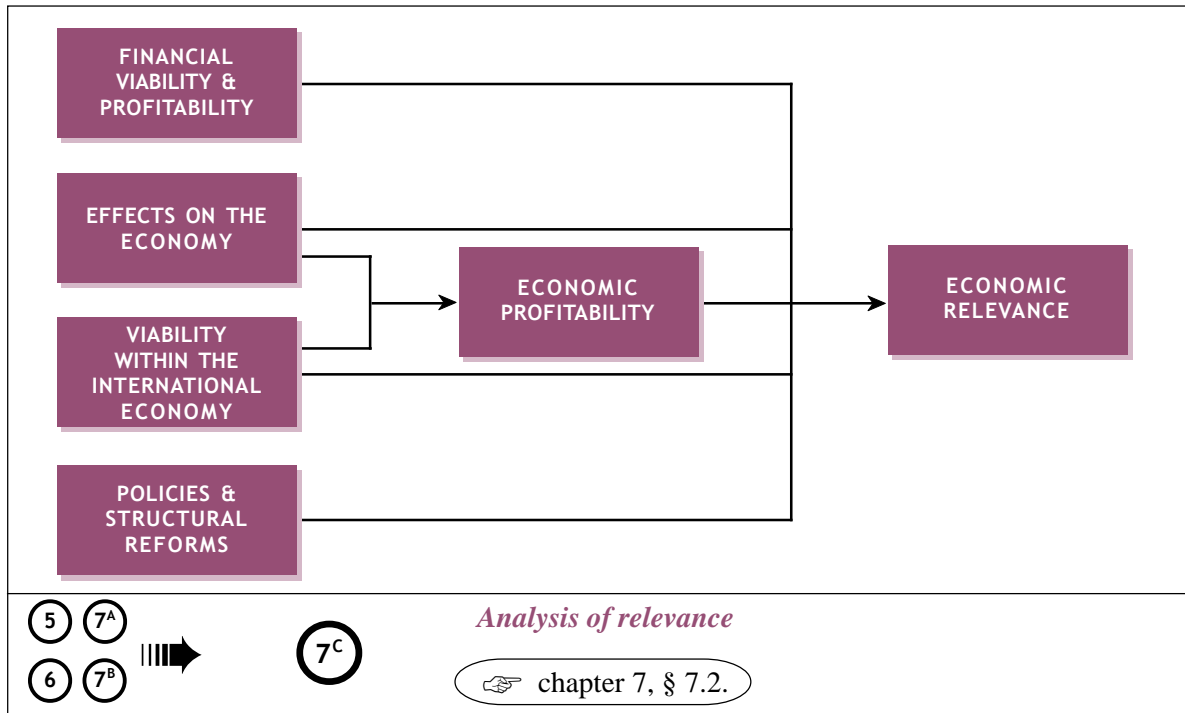 FINANCIAL
VIABILITY &
PROFITABILITY
EFFECTS ON THE
ECONOMY
VIABILITY
WITHIN THE
INTERNATIONAL
ECONOMY
POLICIES &
STRUCTURAL
REFORMS
ECONOMIC
PROFITABILITY
ECONOMIC
RELEVANCE
5 7A
6 7B
7C
Analysis of relevance
☞ chapter 7, § 7.2.